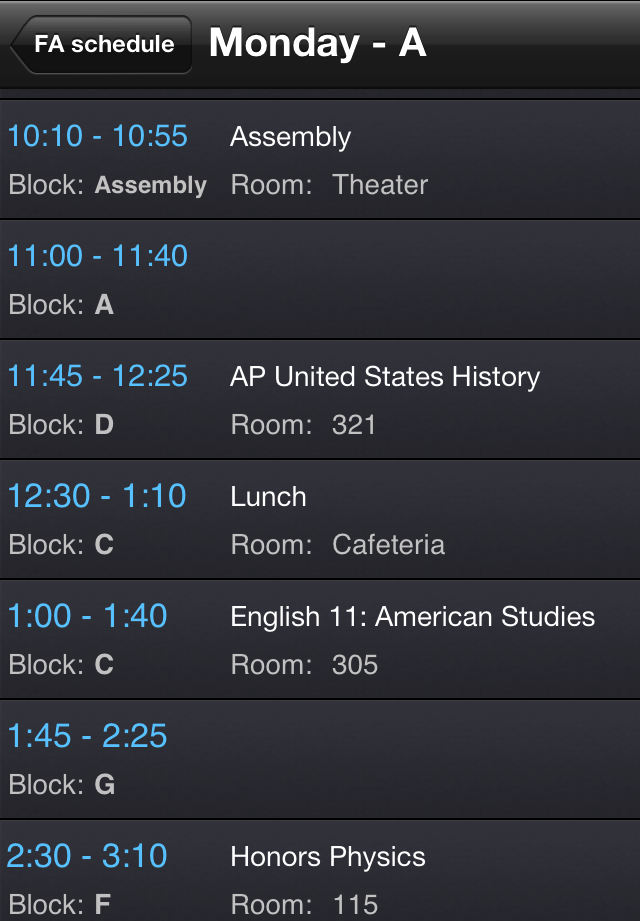 FA schedule Monday - A
10:10 - 10:55 Assembly
Block: Assembly Room: Theater
11:00 - 11:40
Block: A
11:45 - 12:25 AP United States History
Block: D Room: 321
12:30 - 1:10 Lunch
Block: C Room: Cafeteria
1:00 - 1:40 English 11: American Studies
Block: C Room: 305
1:45 - 2:25
Block: G
2:30 - 3:10 Honors Physics
Block: F Room: 115